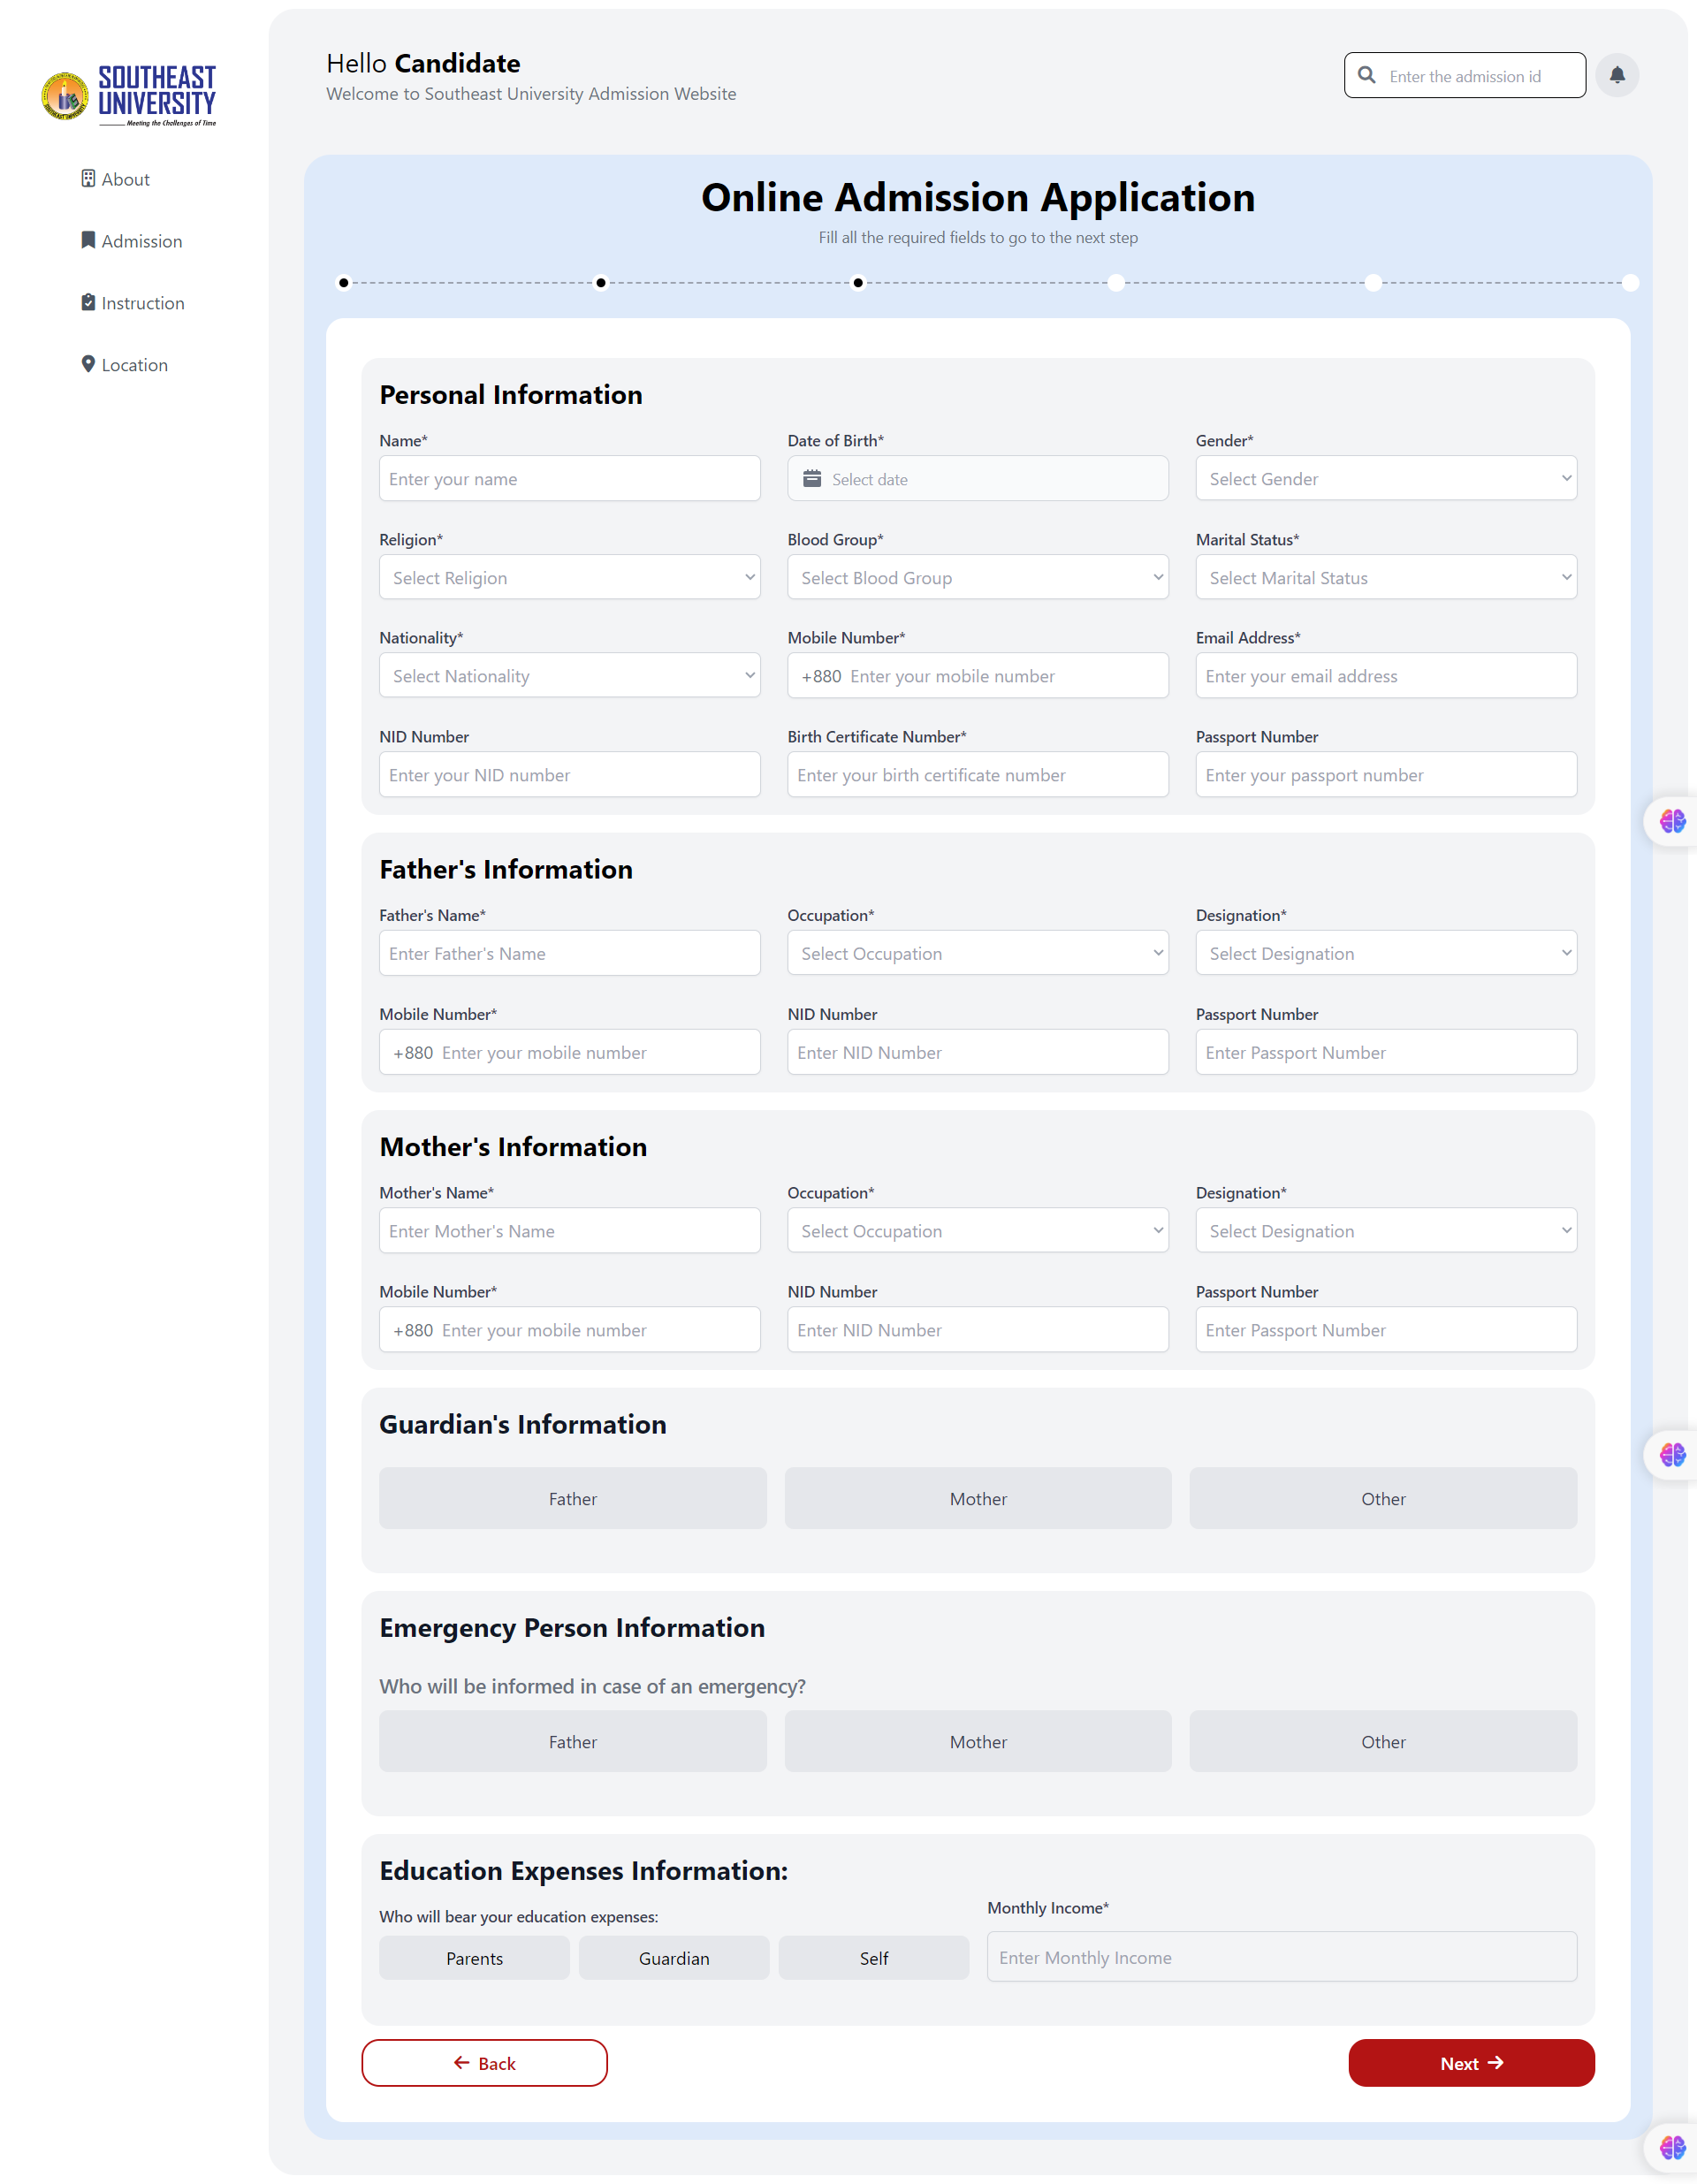 SOUTHEAST
UNIVERSITY
Meeting the Challenges of Time
About
Admission
Instruction
Location
Hello Candidate
Welcome to Southeast University Admission Website
Enter the admission id
Online Admission Application
Fill all the required fields to go to the next step
Personal Information
Name* Date of Birth* Gender*
Enter your name Select date Select Gender
Religion* Blood Group* Marital Status*
Select Religion Select Blood Group Select Marital Status
Nationality* Mobile Number* Email Address*
Select Nationality +880 Enter your mobile number Enter your email address
NID Number Birth Certificate Number* Passport Number
Enter your NID number Enter your birth certificate number Enter your passport number
Father's Information
Father's Name* Occupation* Designation*
Enter Father's Name Select Occupation Select Designation
Mobile Number* NID Number Passport Number
+880 Enter your mobile number Enter NID Number Enter Passport Number
Mother's Information
Mother's Name* Occupation* Designation*
Enter Mother's Name Select Occupation Select Designation
Mobile Number* NID Number Passport Number
+880 Enter your mobile number Enter NID Number Enter Passport Number
Guardian's Information
Father Mother Other
Emergency Person Information
Who will be informed in case of an emergency?
Father Mother Other
Education Expenses Information:
Who will bear your education expenses: Monthly Income*
Parents Guardian Self Enter Monthly Income
Back Next